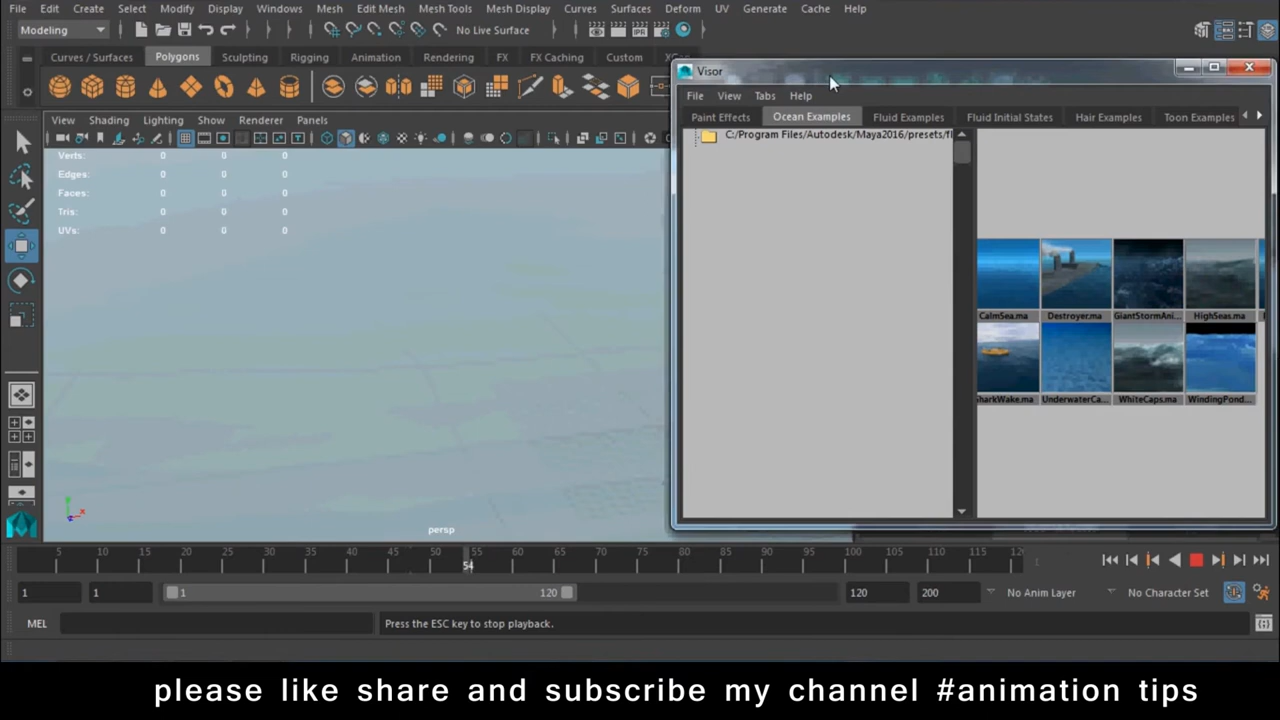 File Edit Create Select Modify Display Windows Mesh Edit Mesh Mesh Tools Mesh Display Curves Surfaces Deform UV Generate Cache Help
Modeling
No Live Surface
Curves / Surfaces Polygons Sculpting Rigging Animation Rendering FX FX Caching Custom
View Shading Lighting Show Renderer Panels
Verts: 0 0 0
Edges: 0 0 0
Faces: 0 0 0
Tris: 0 0 0
UVs: 0 0 0
persp
Visor
File View Tabs Help
Paint Effects Ocean Examples Fluid Examples Fluid Initial States Hair Examples Toon Examples
C:/Program Files/Autodesk/Maya2016/presets/fl
CalmSea.ma Destroyer.ma GiantStormAni... HighSeas.ma
harkWake.ma UnderwaterCa... WhiteCaps.ma WindingPond...
5 10 15 20 25 30 35 40 45 50 55 60 65 70 75 80 85 90 95 100 105 110 115 12
54
1 1 1 120 120 200 No Anim Layer No Character Set
MEL Press the ESC key to stop playback.
please like share and subscribe my channel #animation tips